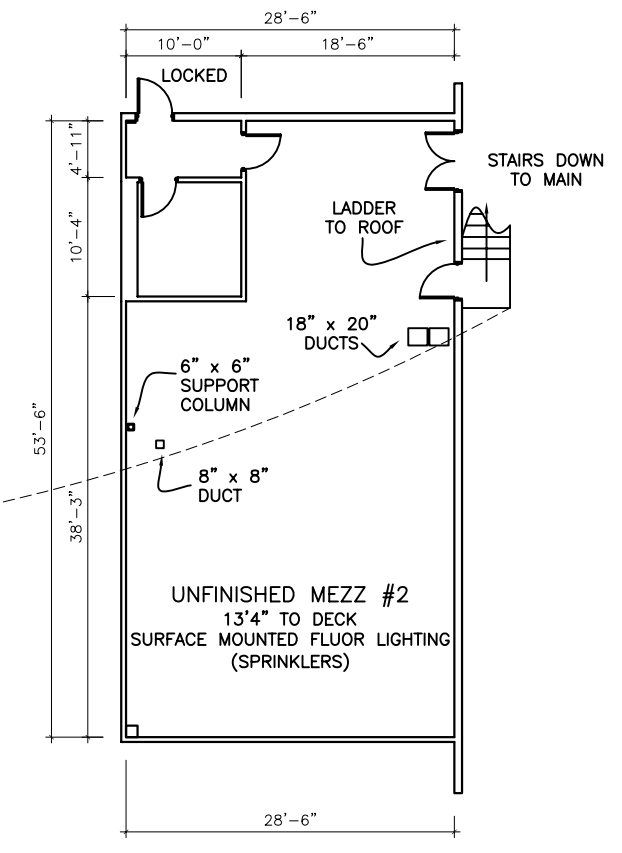 28'-6"
10'-0"
18'-6"
LOCKED
4'-11"
STAIRS DOWN
TO MAIN
LADDER
TO ROOF
10'-4"
18" x 20"
DUCTS
6" x 6"
SUPPORT
COLUMN
53'-6"
8" x 8"
DUCT
38'-3"
UNFINISHED MEZZ #2
13'4" TO DECK
SURFACE MOUNTED FLUOR LIGHTING
(SPRINKLERS)
28'-6"